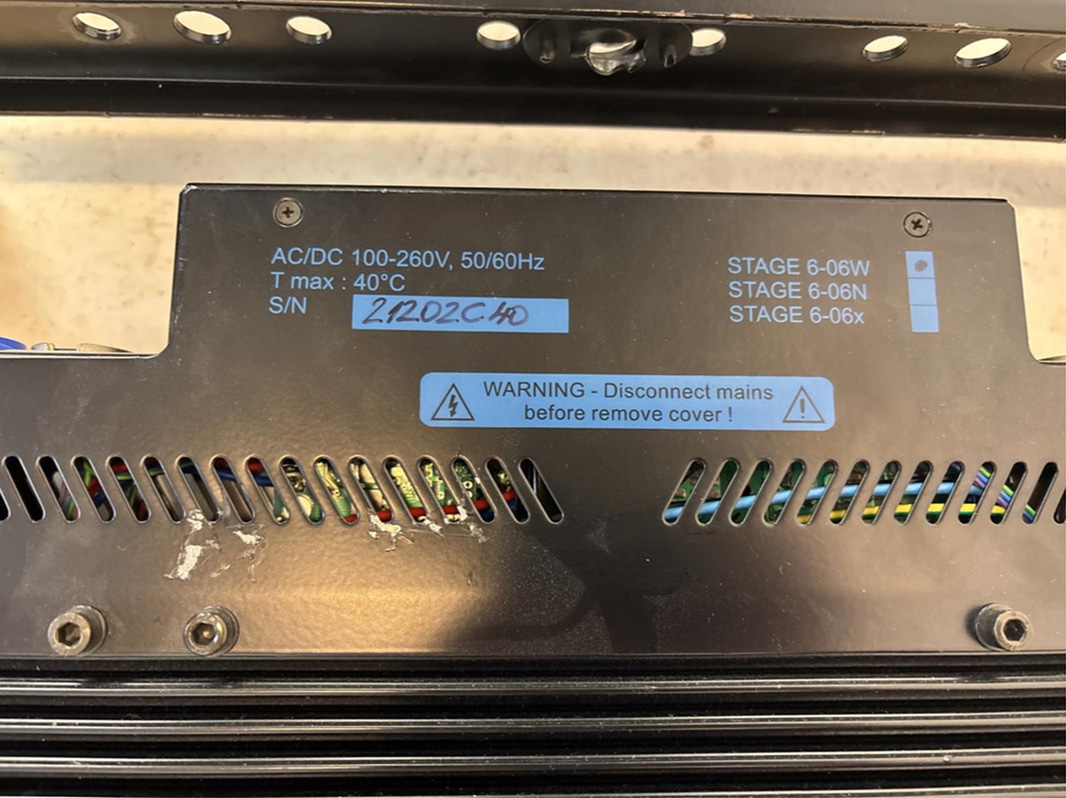 AC/DC 100-260V, 50/60Hz
T max : 40°C
S/N 21202C40
STAGE 6-06W
STAGE 6-06N
STAGE 6-06x
WARNING - Disconnect mains
before remove cover !